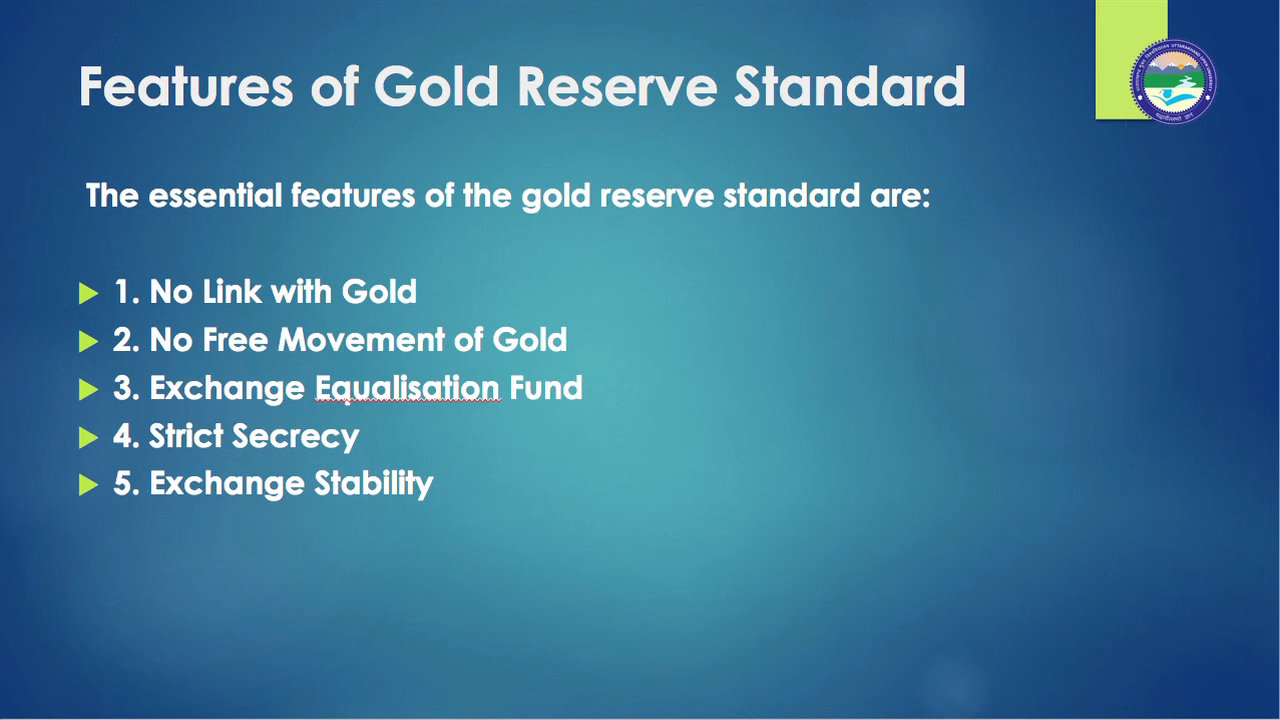 Features of Gold Reserve Standard
The essential features of the gold reserve standard are:
1. No Link with Gold
2. No Free Movement of Gold
3. Exchange Equalisation Fund
4. Strict Secrecy
5. Exchange Stability